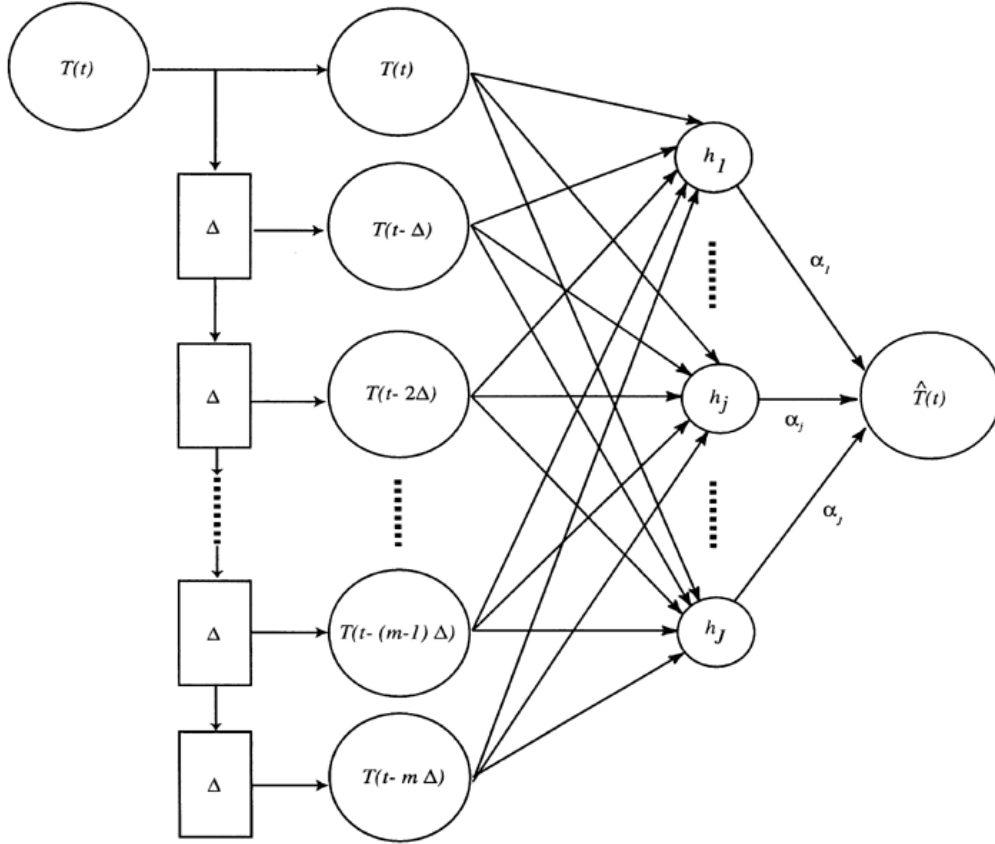 T(t)
T(t)
h1
Δ
T(t- Δ)
α1
Δ
T(t- 2Δ)
hj
αj
T̂(t)
αJ
Δ
T(t- (m-1) Δ)
hJ
Δ
T(t- m Δ)